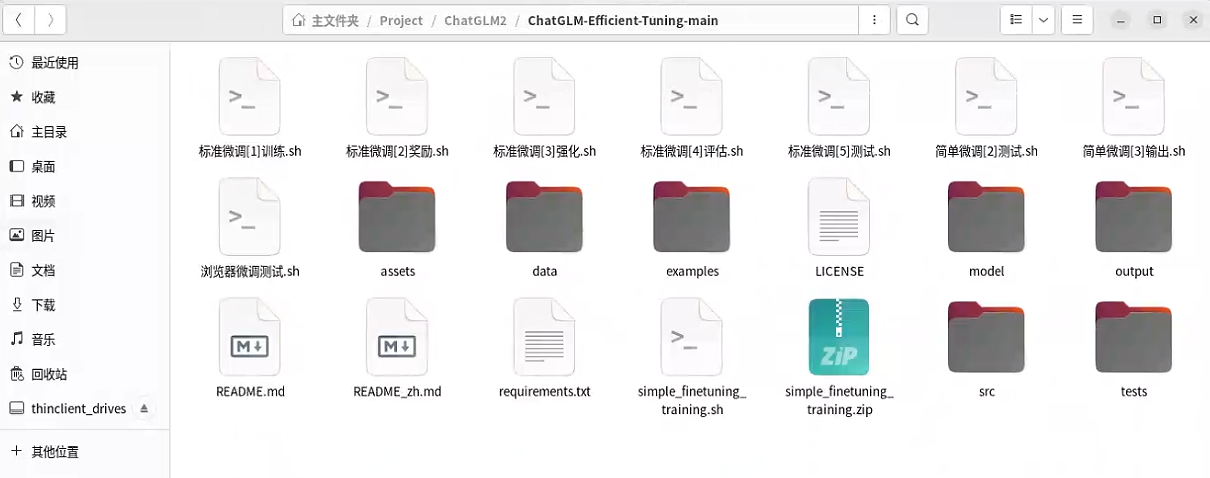 主文件夹 / Project / ChatGLM2 / ChatGLM-Efficient-Tuning-main
最近使用
收藏
主目录
桌面
视频
图片
文档
下载
音乐
回收站
thinclient_drives
其他位置
标准微调[1]训练.sh
标准微调[2]奖励.sh
标准微调[3]强化.sh
标准微调[4]评估.sh
标准微调[5]测试.sh
简单微调[2]测试.sh
简单微调[3]输出.sh
浏览器微调测试.sh
assets
data
examples
LICENSE
model
output
README.md
README_zh.md
requirements.txt
simple_finetuning_
training.sh
ZiP
simple_finetuning_
training.zip
src
tests